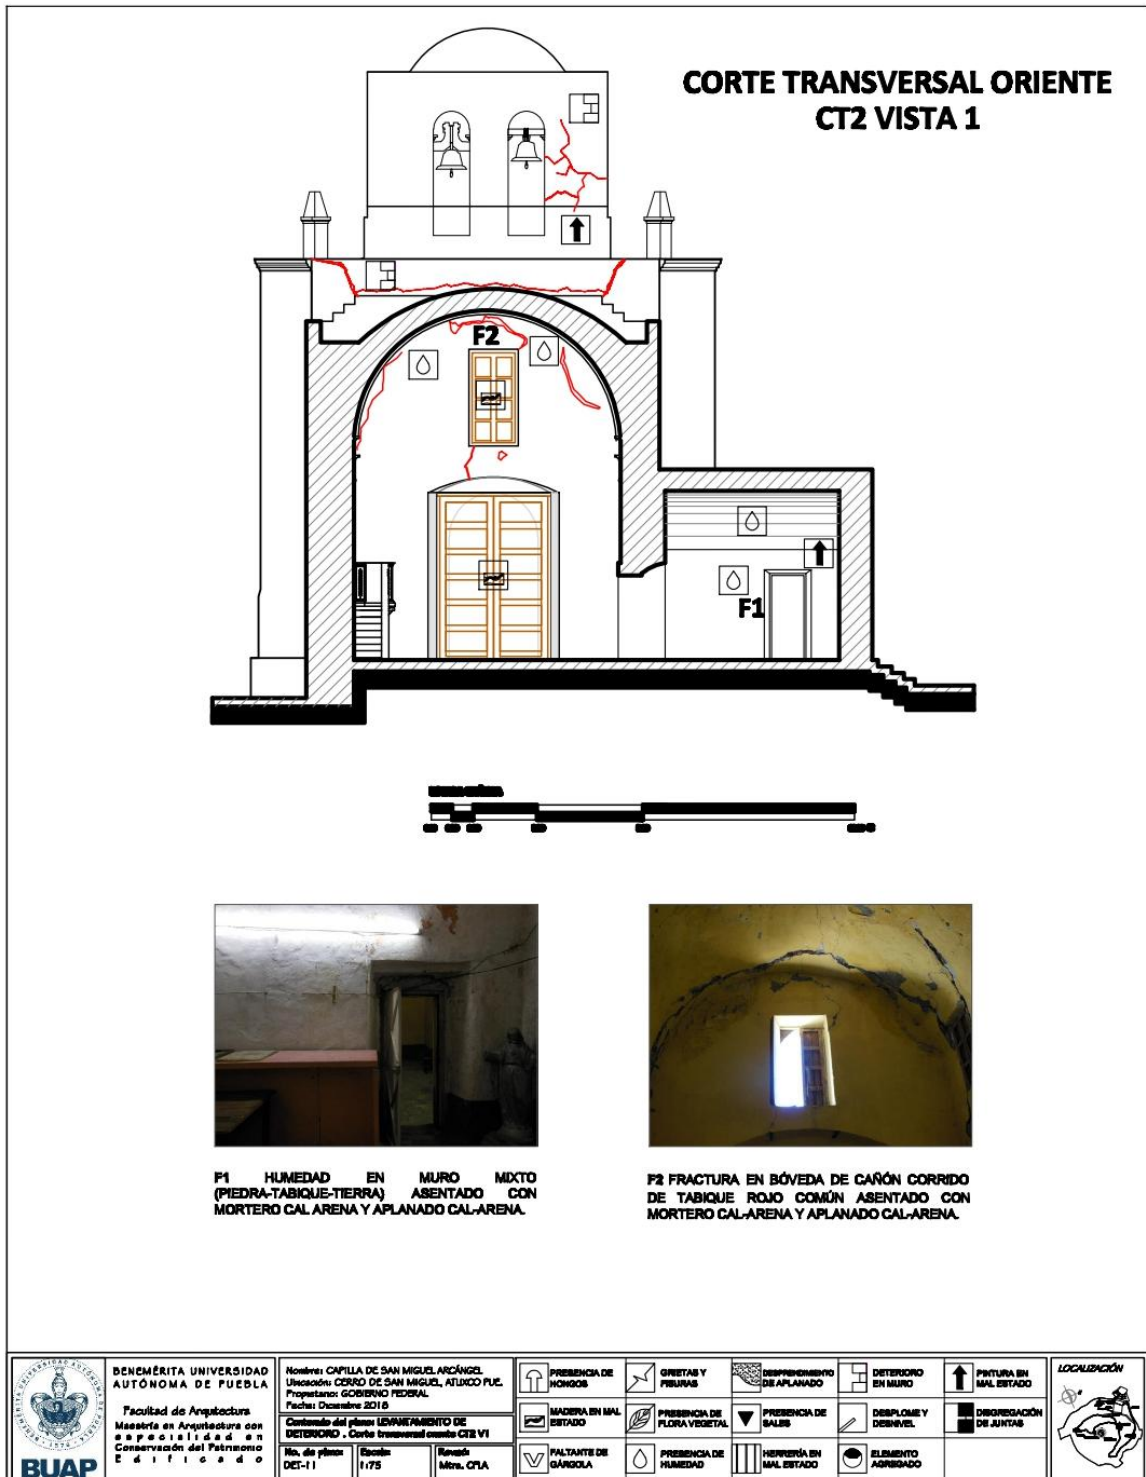 CORTE TRANSVERSAL ORIENTE
CT2 VISTA 1
F2
F1
F1 HUMEDAD EN MURO MIXTO
(PIEDRA-TABIQUE-TIERRA) ASENTADO CON
MORTERO CAL ARENA Y APLANADO CAL-ARENA.
F2 FRACTURA EN BÓVEDA DE CAÑÓN CORRIDO
DE TABIQUE ROJO COMÚN ASENTADO CON
MORTERO CAL-ARENA Y APLANADO CAL-ARENA.
BUAP
BENEMÉRITA UNIVERSIDAD
AUTÓNOMA DE PUEBLA
Facultad de Arquitectura
Maestría en Arquitectura con
especialidad en
Conservación del Patrimonio
Edificado
Nombre: CAPILLA DE SAN MIGUEL ARCÁNGEL
Ubicación: CERRO DE SAN MIGUEL, ATLIXCO PUE.
Propietario: GOBIERNO FEDERAL
Fecha: Diciembre 2018
Contenido del plano: LEVANTAMIENTO DE
DETERIORO . Corte transversal oriente CT2 V1
No. de plano:
DET-11
Escala:
1:75
Revisó:
Mtra. CFLA
PRESENCIA DE
HONGOS
GRIETAS Y
FISURAS
DESPRENDIMIENTO
DE APLANADO
DETERIORO
EN MURO
PINTURA EN
MAL ESTADO
MADERA EN MAL
ESTADO
PRESENCIA DE
FLORA VEGETAL
PRESENCIA DE
SALES
DESPLOME Y
DESNIVEL
DISGREGACIÓN
DE JUNTAS
FALTANTE DE
GÁRGOLA
PRESENCIA DE
HUMEDAD
HERRERÍA EN
MAL ESTADO
ELEMENTO
AGREGADO
LOCALIZACIÓN